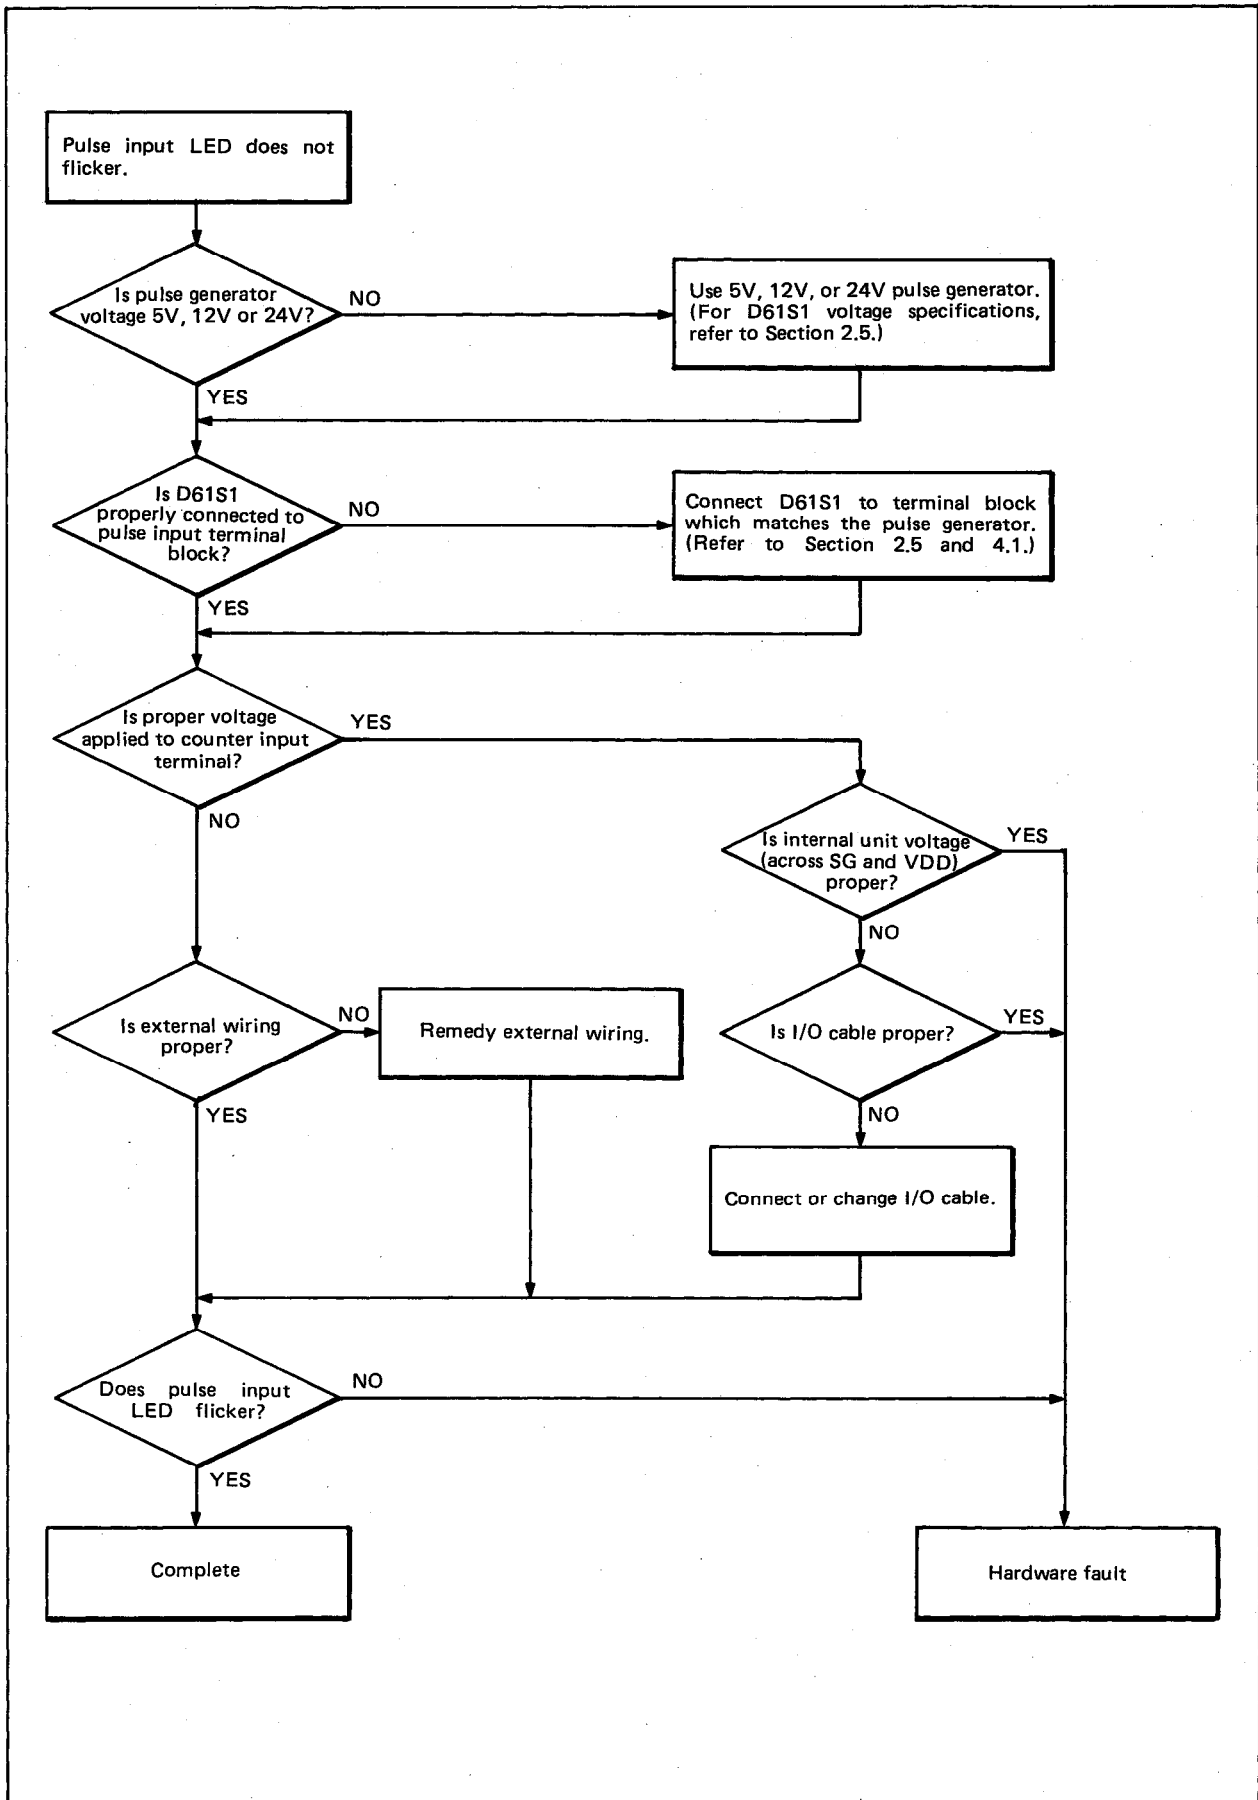 Pulse input LED does not
flicker.
Is pulse generator
voltage 5V, 12V or 24V?
NO
Use 5V, 12V, or 24V pulse generator.
(For D61S1 voltage specifications,
refer to Section 2.5.)
YES
Is D61S1
properly connected to
pulse input terminal
block?
NO
Connect D61S1 to terminal block
which matches the pulse generator.
(Refer to Section 2.5 and 4.1.)
YES
Is proper voltage
applied to counter input
terminal?
YES
NO
Is internal unit voltage
(across SG and VDD)
proper?
YES
NO
Is external wiring
proper?
NO
Remedy external wiring.
Is I/O cable proper?
YES
YES
NO
Connect or change I/O cable.
Does pulse input
LED flicker?
NO
YES
Complete
Hardware fault